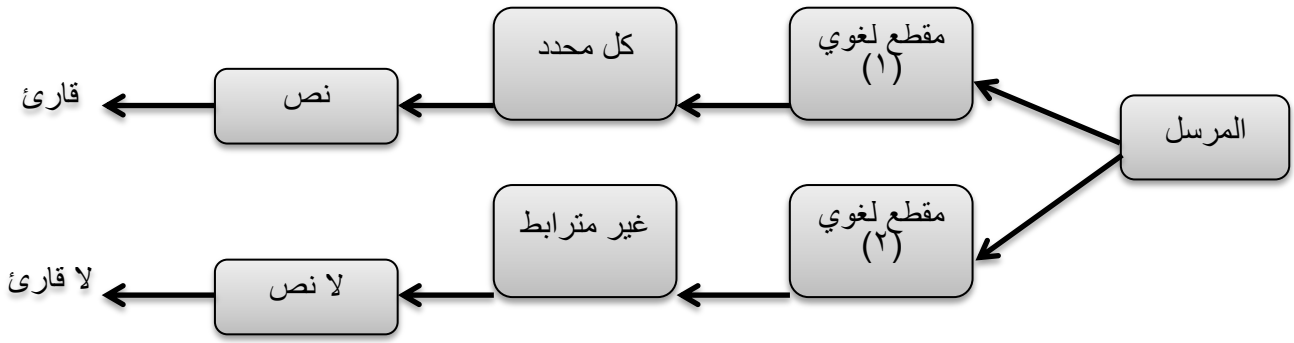 المرسل
مقطع لغوي
(١)
كل محدد
نص
قارئ
مقطع لغوي
(٢)
غير مترابط
لا نص
لا قارئ